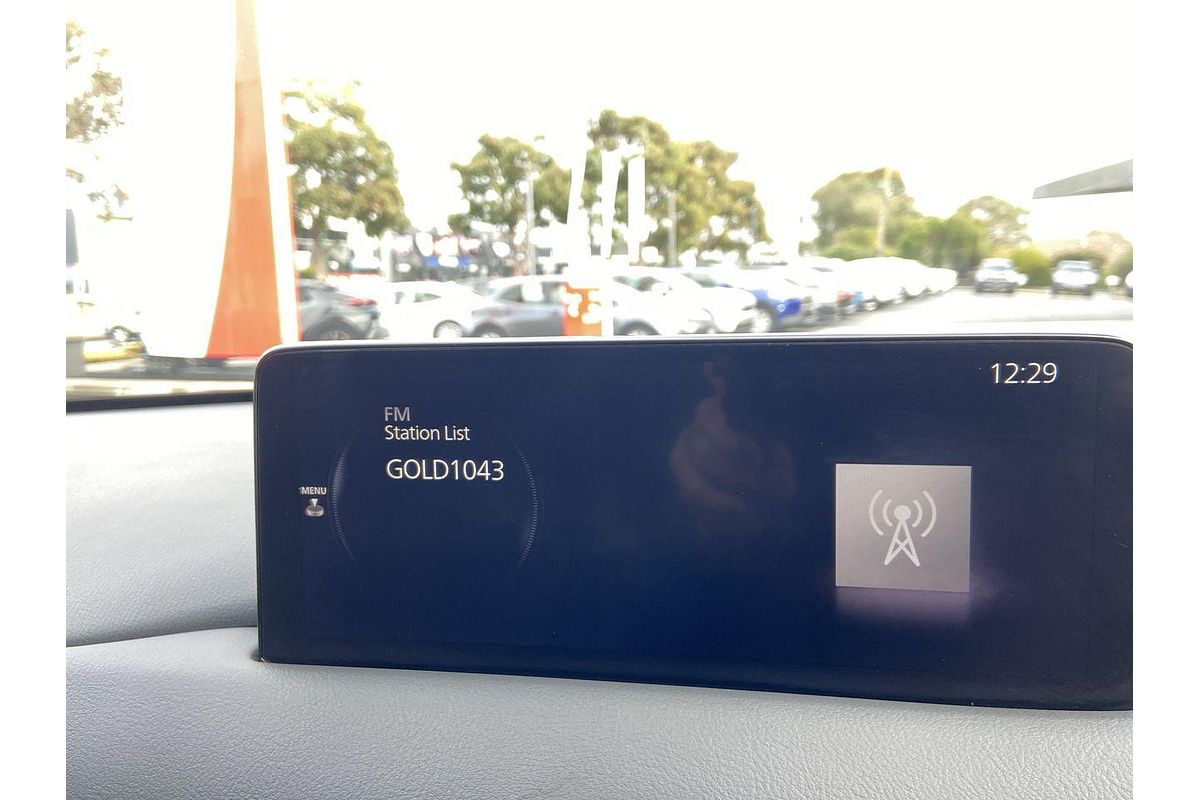 12:29
FM
Station List
GOLD1043
MENU